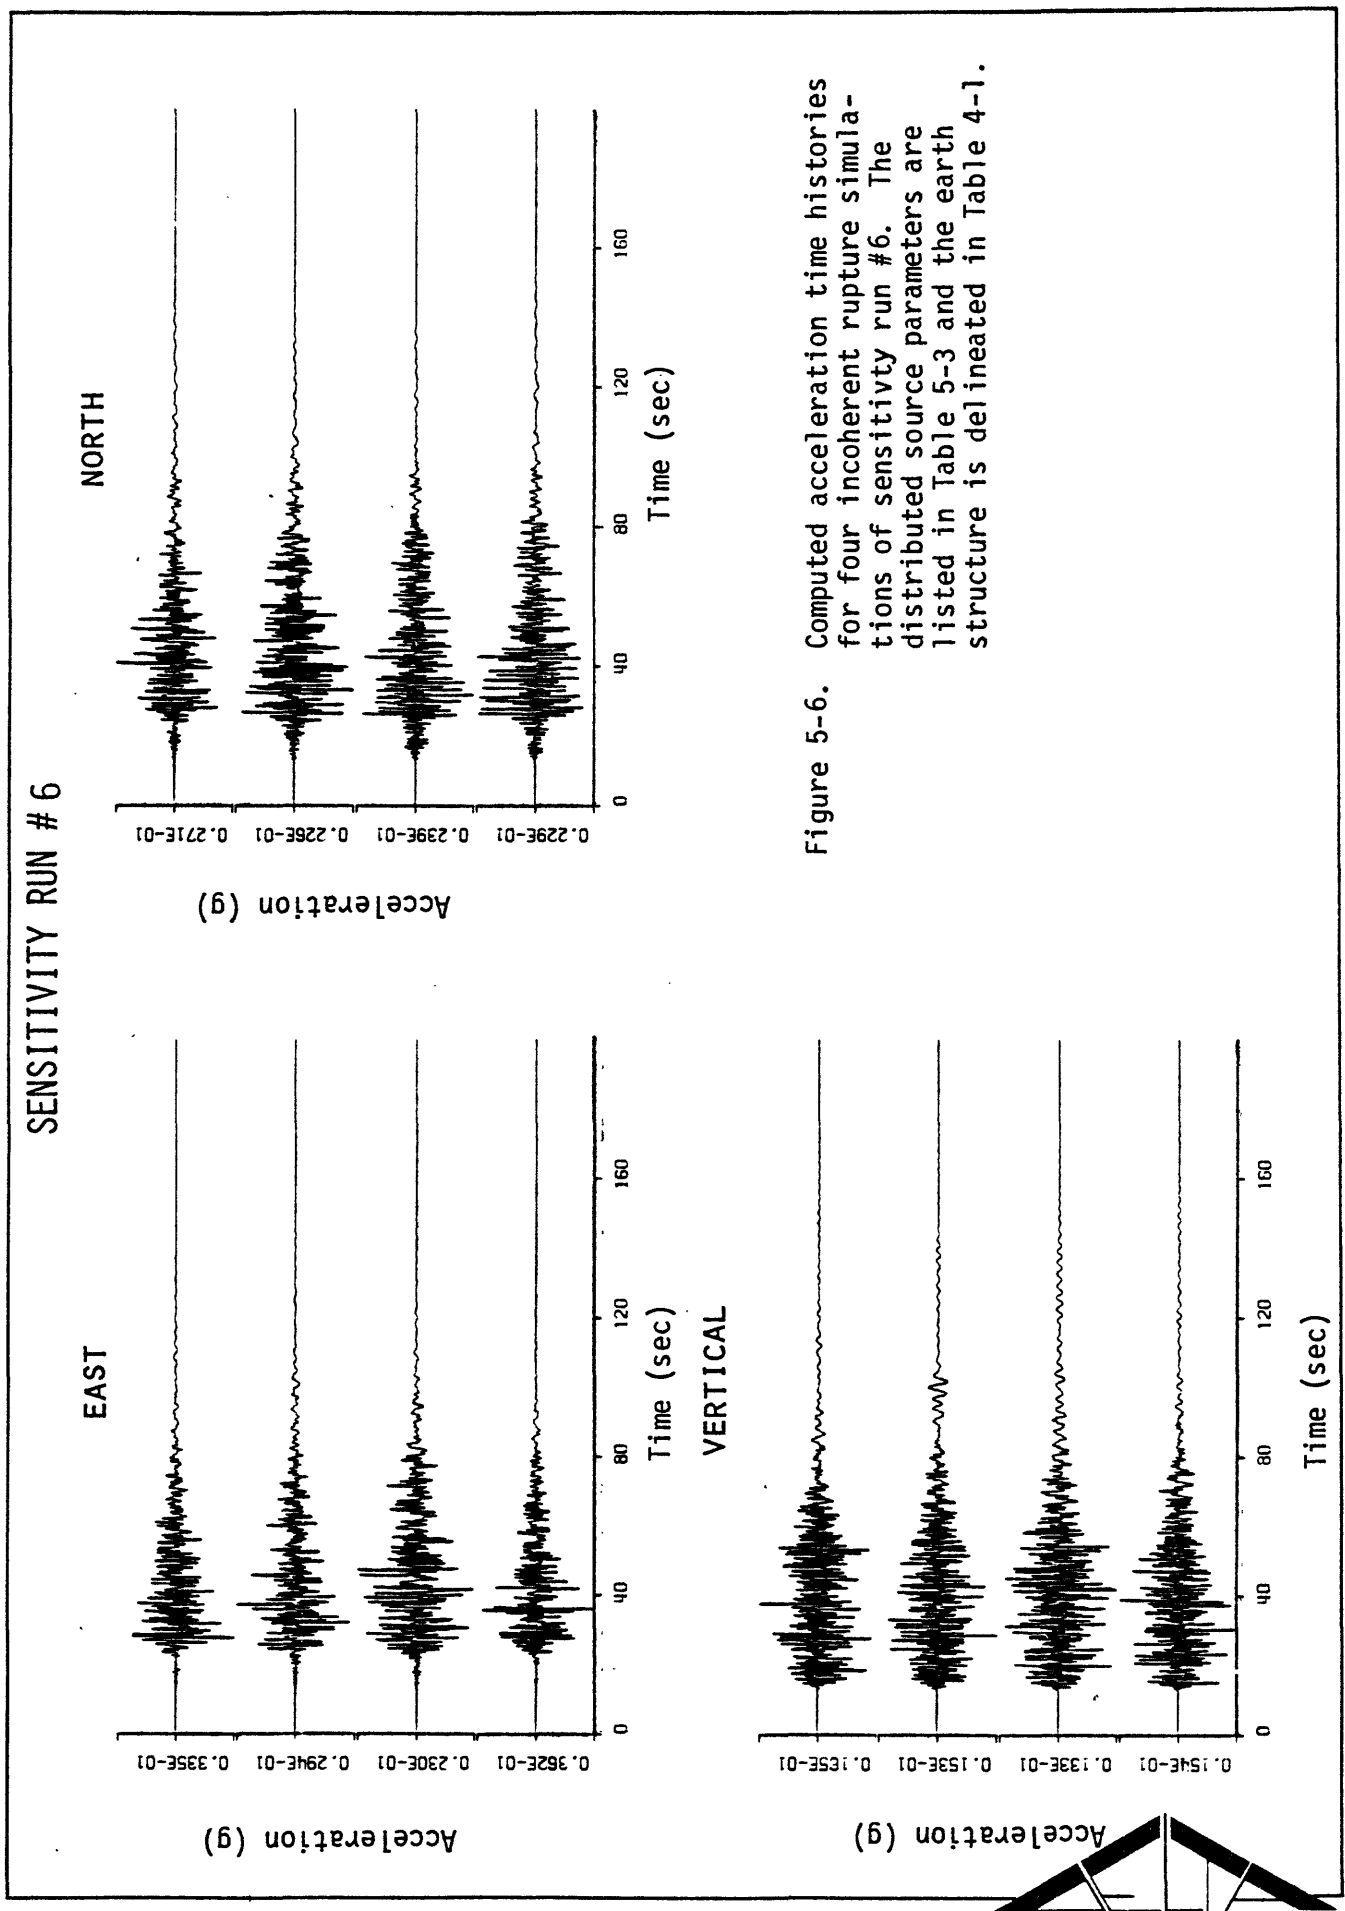 SENSITIVITY RUN #6
EAST
Acceleration (g)
0.335E-01
0.294E-01
0.230E-01
0.362E-01
0 40 80 120 160
Time (sec)
NORTH
Acceleration (g)
0.271E-01
0.226E-01
0.239E-01
0.229E-01
0 40 80 120 160
Time (sec)
VERTICAL
Acceleration (g)
0.153E-01
0.133E-01
0.154E-01
0 40 80 120 160
Time (sec)
Figure 5-6. Computed acceleration time histories
for four incoherent rupture simula-
tions of sensitivty run #6. The
distributed source parameters are
listed in Table 5-3 and the earth
structure is delineated in Table 4-1.